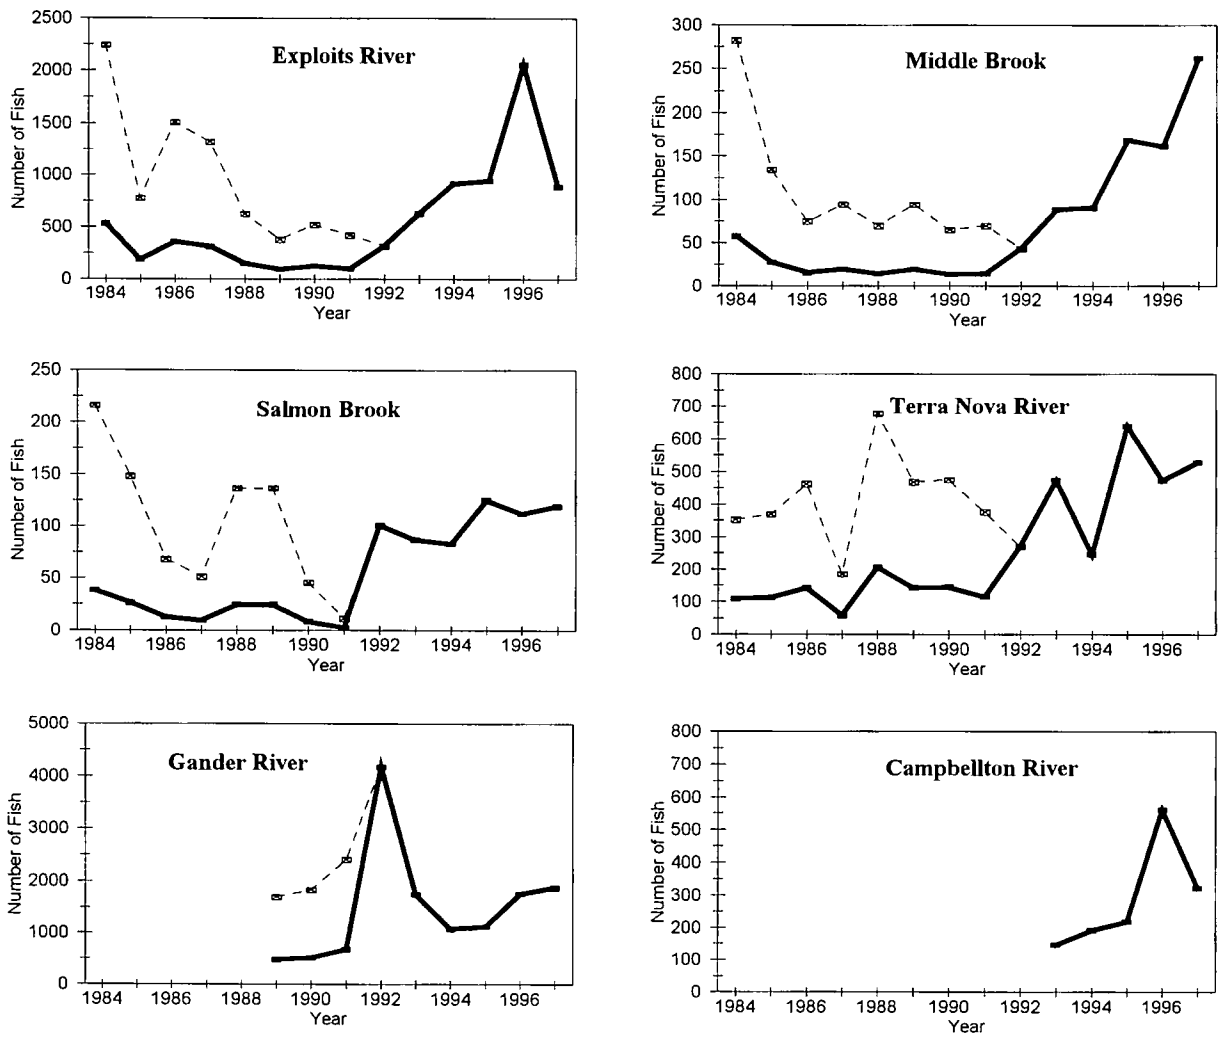 Exploits River
Number of Fish
2500
2000
1500
1000
500
0
1984 1986 1988 1990 1992 1994 1996
Year
Middle Brook
Number of Fish
300
250
200
150
100
50
0
1984 1986 1988 1990 1992 1994 1996
Year
Salmon Brook
Number of Fish
250
200
150
100
50
0
1984 1986 1988 1990 1992 1994 1996
Year
Terra Nova River
Number of Fish
800
700
600
500
400
300
200
100
0
1984 1986 1988 1990 1992 1994 1996
Year
Gander River
Number of Fish
5000
4000
3000
2000
1000
0
1984 1986 1988 1990 1992 1994 1996
Year
Campbellton River
Number of Fish
800
700
600
500
400
300
200
100
0
1984 1986 1988 1990 1992 1994 1996
Year